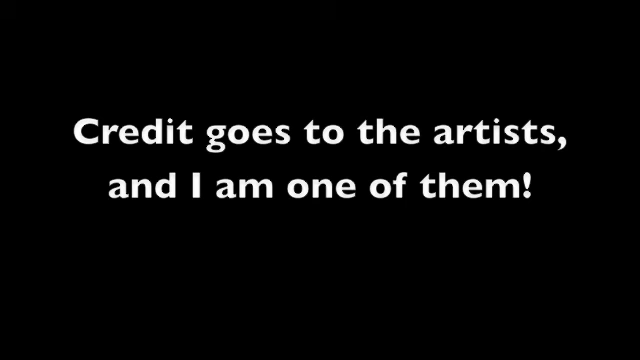 Credit goes to the artists,
and I am one of them!